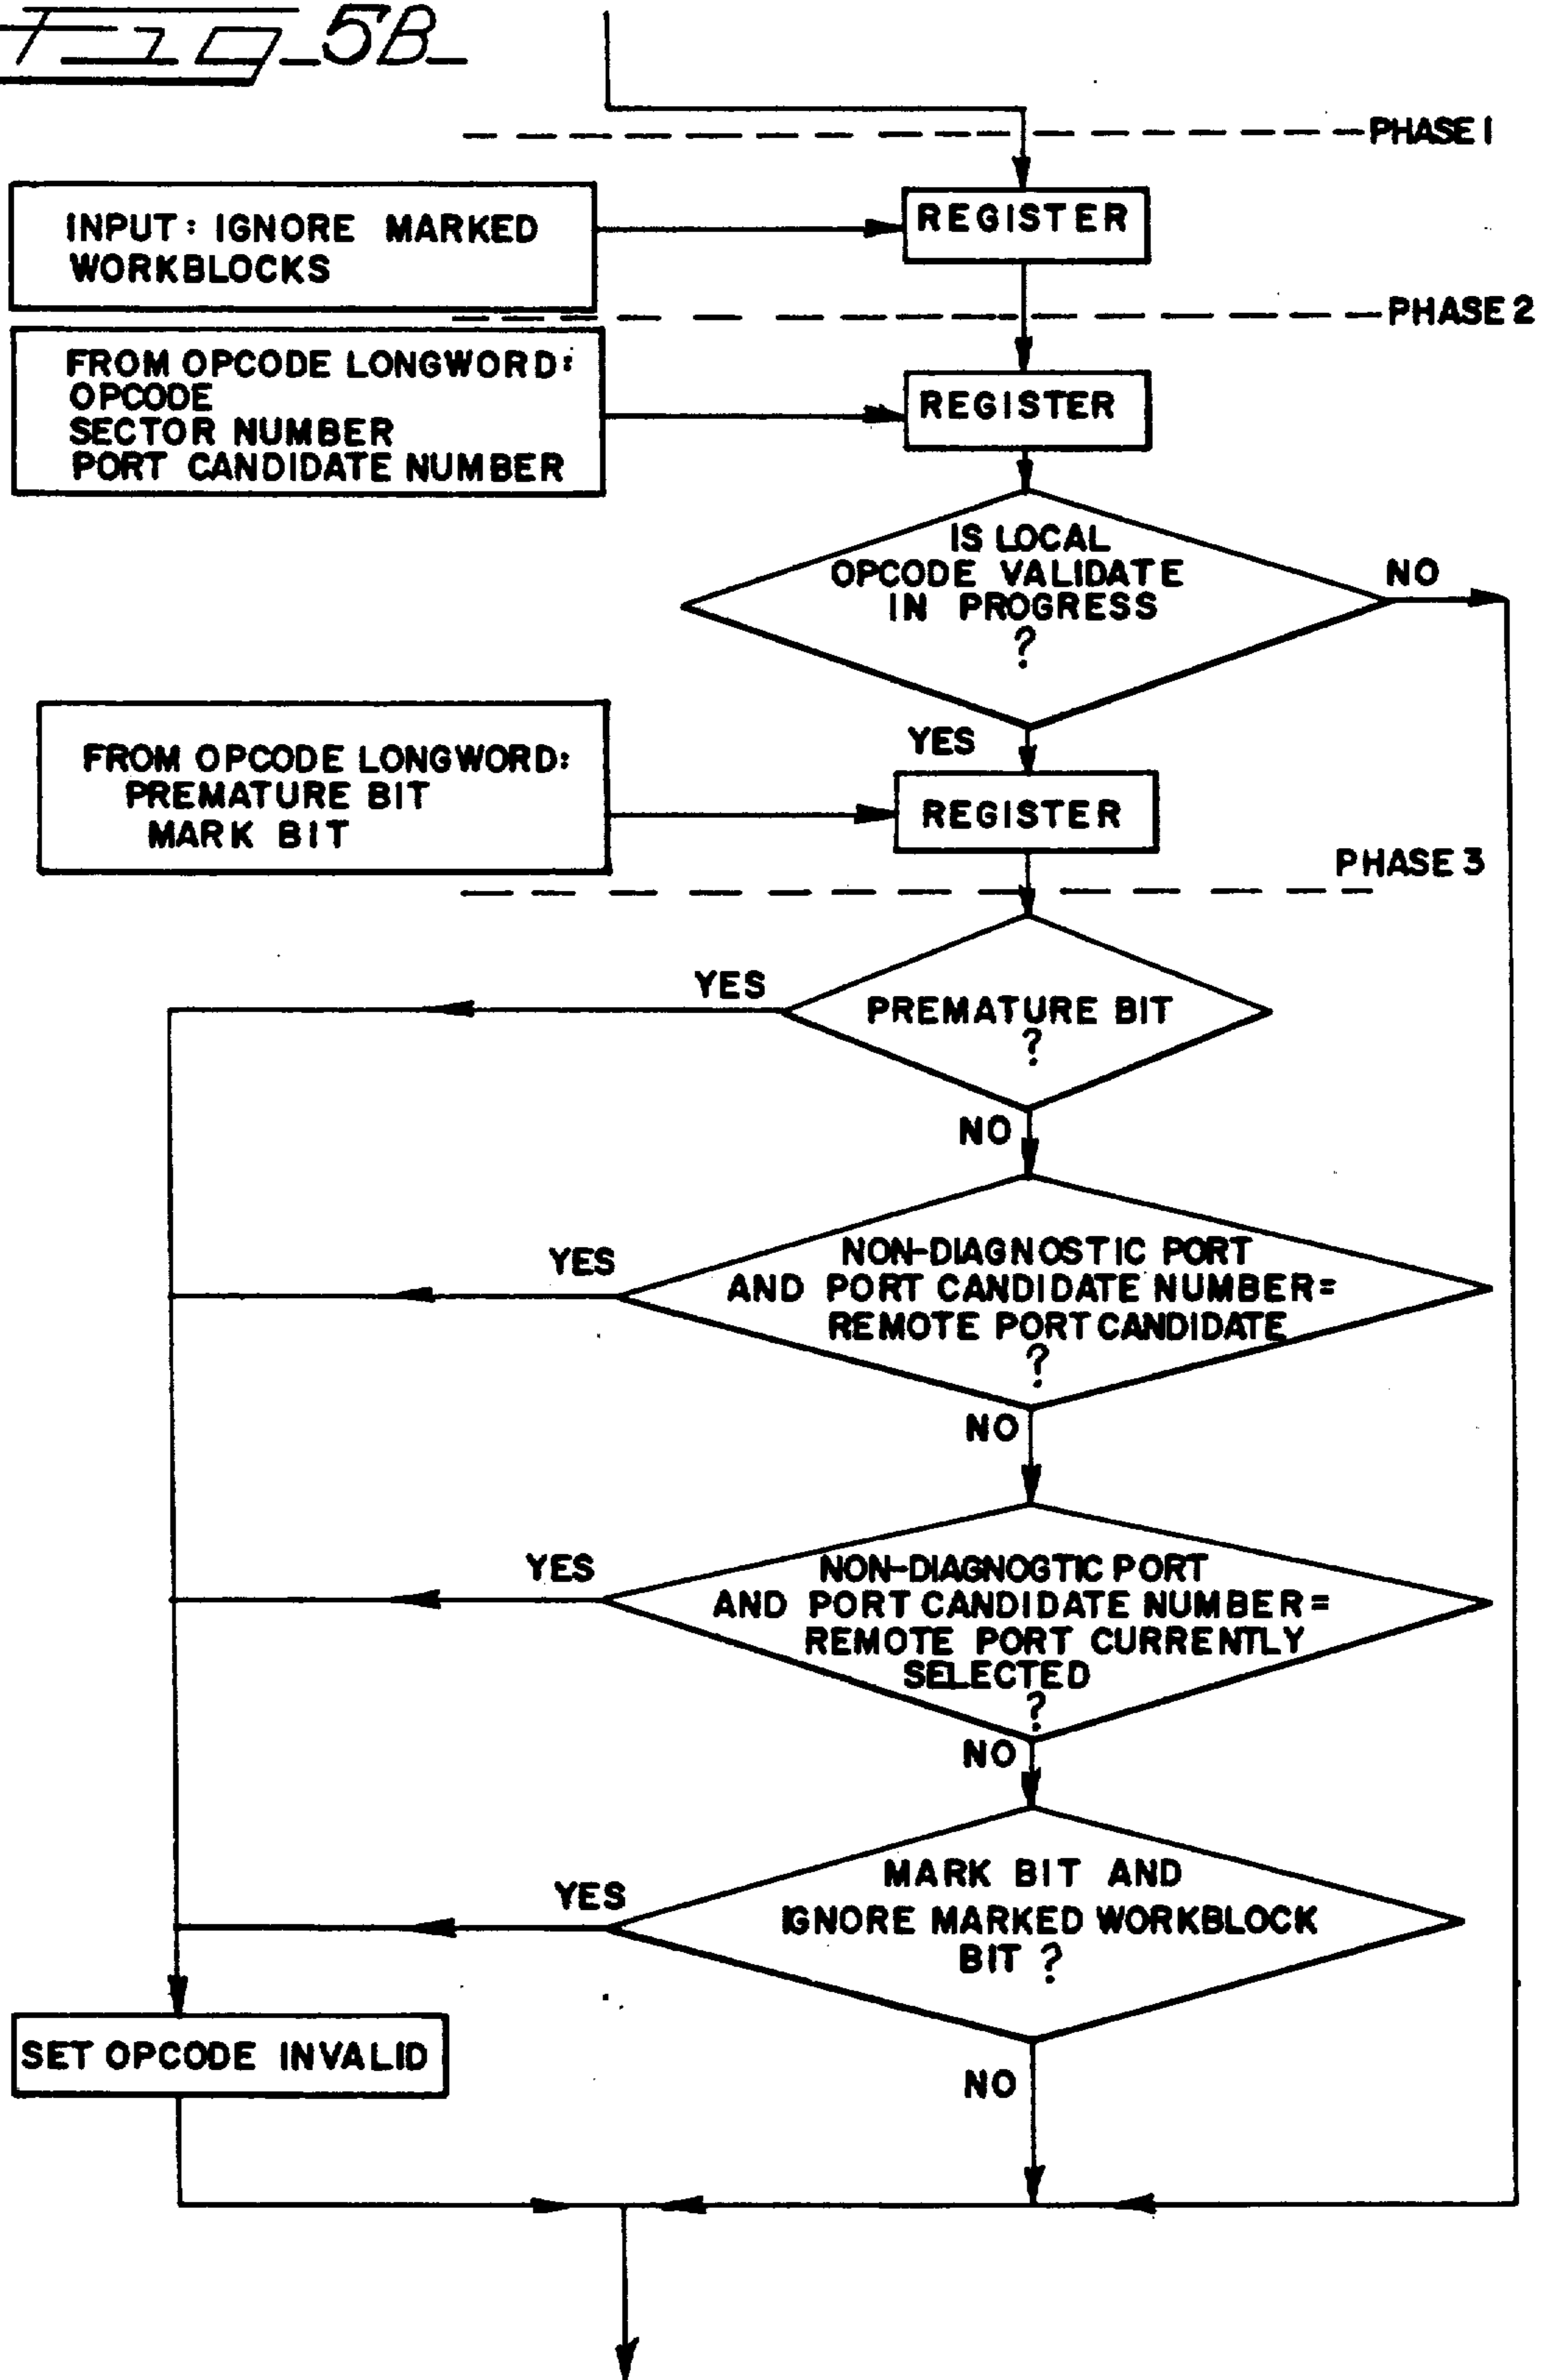 Fig_5B_
PHASE 1
INPUT: IGNORE MARKED
WORKBLOCKS
REGISTER
PHASE 2
FROM OPCODE LONGWORD:
OPCODE
SECTOR NUMBER
PORT CANDIDATE NUMBER
REGISTER
IS LOCAL
OPCODE VALIDATE
IN PROGRESS
?
NO
YES
FROM OPCODE LONGWORD:
PREMATURE BIT
MARK BIT
REGISTER
PHASE 3
YES
PREMATURE BIT
?
NO
YES
NON-DIAGNOSTIC PORT
AND PORT CANDIDATE NUMBER=
REMOTE PORT CANDIDATE
?
NO
YES
NON-DIAGNOGTIC PORT
AND PORT CANDIDATE NUMBER=
REMOTE PORT CURRENTLY
SELECTED
?
NO
YES
MARK BIT AND
IGNORE MARKED WORKBLOCK
BIT ?
SET OPCODE INVALID
NO